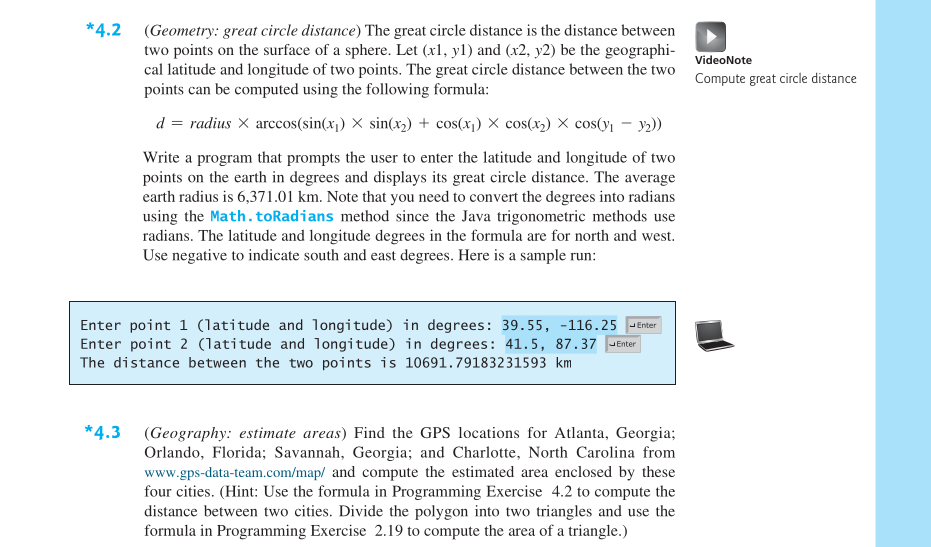 *4.2 (Geometry: great circle distance) The great circle distance is the distance between
two points on the surface of a sphere. Let (x1, y1) and (x2, y2) be the geographi-
cal latitude and longitude of two points. The great circle distance between the two
points can be computed using the following formula:
d = radius × arccos(sin(x₁) × sin(x₂) + cos(x₁) × cos(x₂) × cos(y₁ − y₂))
Write a program that prompts the user to enter the latitude and longitude of two
points on the earth in degrees and displays its great circle distance. The average
earth radius is 6,371.01 km. Note that you need to convert the degrees into radians
using the Math.toRadians method since the Java trigonometric methods use
radians. The latitude and longitude degrees in the formula are for north and west.
Use negative to indicate south and east degrees. Here is a sample run:
VideoNote
Compute great circle distance
Enter point 1 (latitude and longitude) in degrees: 39.55, -116.25 ↵Enter
Enter point 2 (latitude and longitude) in degrees: 41.5, 87.37 ↵Enter
The distance between the two points is 10691.79183231593 km
*4.3 (Geography: estimate areas) Find the GPS locations for Atlanta, Georgia;
Orlando, Florida; Savannah, Georgia; and Charlotte, North Carolina from
www.gps-data-team.com/map/ and compute the estimated area enclosed by these
four cities. (Hint: Use the formula in Programming Exercise 4.2 to compute the
distance between two cities. Divide the polygon into two triangles and use the
formula in Programming Exercise 2.19 to compute the area of a triangle.)